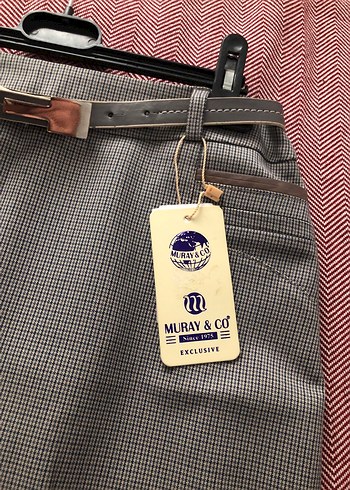 MURAY & CO
MURAY & CO
Since 1975
EXCLUSIVE